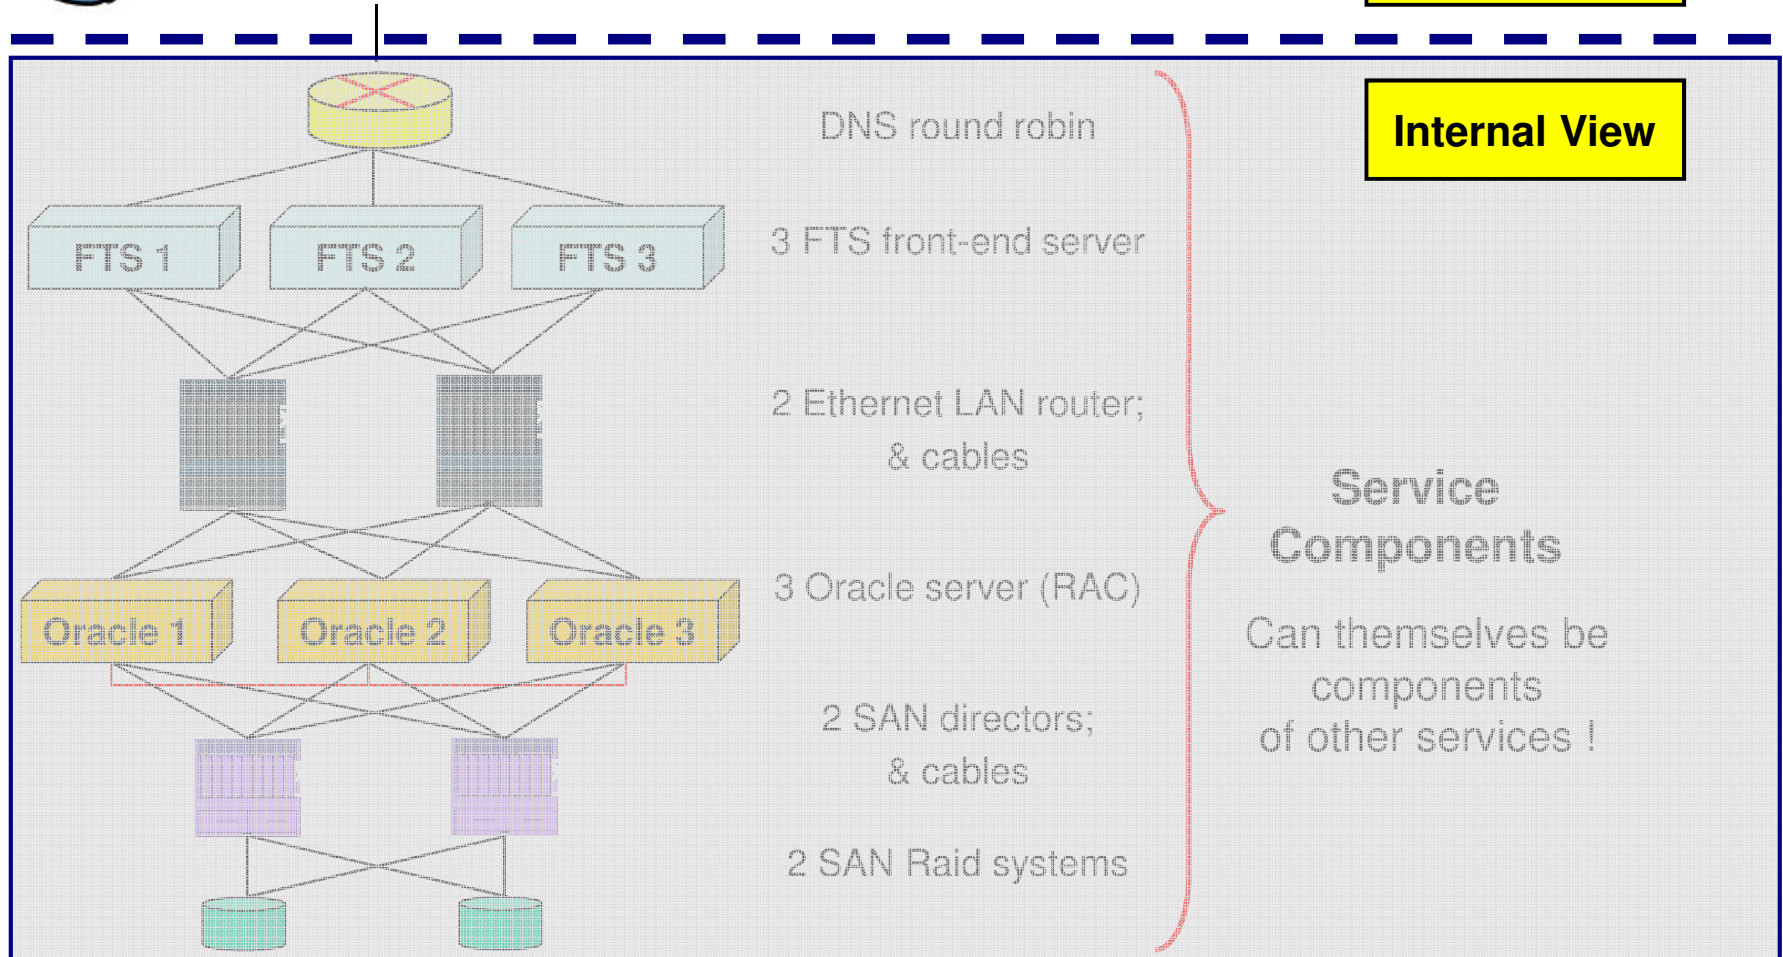 Internal View
DNS round robin
FTS 1
FTS 2
FTS 3
3 FTS front-end server
2 Ethernet LAN router;
& cables
Service
Components
3 Oracle server (RAC)
Oracle 1
Oracle 2
Oracle 3
Can themselves be
components
of other services !
2 SAN directors;
& cables
2 SAN Raid systems